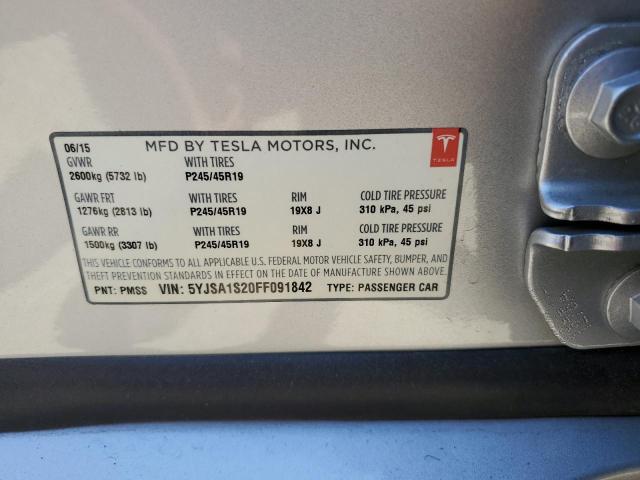 06/15 MFD BY TESLA MOTORS, INC.
GVWR WITH TIRES
2600kg (5732 lb) P245/45R19
TESLA
GAWR FRT WITH TIRES RIM COLD TIRE PRESSURE
1276kg (2813 lb) P245/45R19 19X8 J 310 kPa, 45 psi
GAWR RR WITH TIRES RIM COLD TIRE PRESSURE
1500kg (3307 lb) P245/45R19 19X8 J 310 kPa, 45 psi
THIS VEHICLE CONFORMS TO ALL APPLICABLE U.S. FEDERAL MOTOR VEHICLE SAFETY, BUMPER, AND
THEFT PREVENTION STANDARDS IN EFFECT ON THE DATE OF MANUFACTURE SHOWN ABOVE.
PNT: PMSS VIN: 5YJSA1S20FF091842 TYPE: PASSENGER CAR